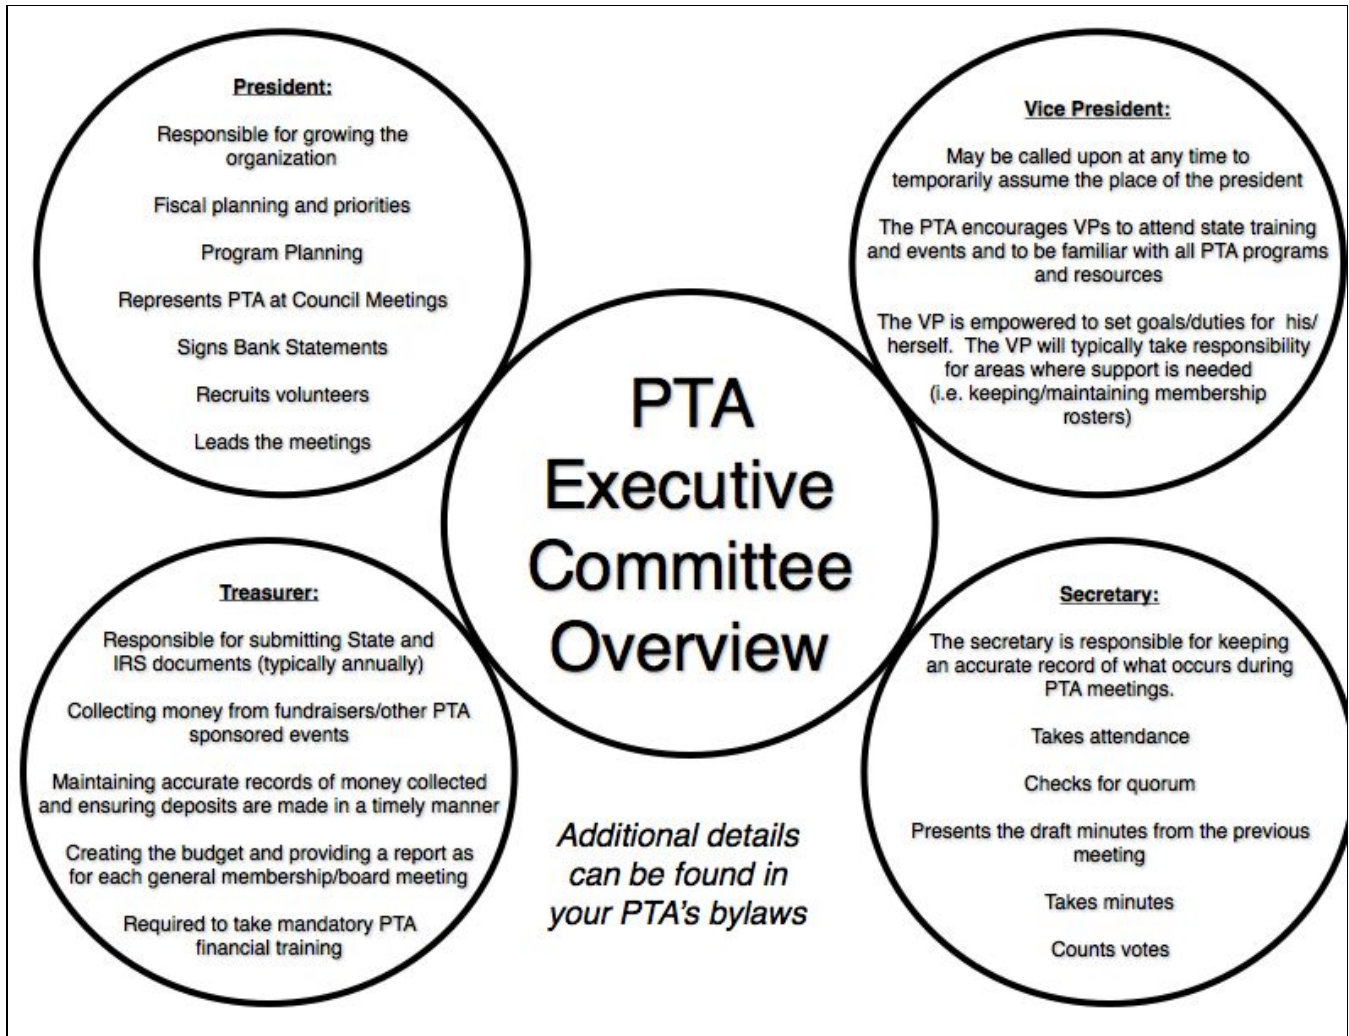 President:
Responsible for growing the
organization
Fiscal planning and priorities
Program Planning
Represents PTA at Council Meetings
Signs Bank Statements
Recruits volunteers
Leads the meetings
Vice President:
May be called upon at any time to
temporarily assume the place of the president
The PTA encourages VPs to attend state training
and events and to be familiar with all PTA programs
and resources
The VP is empowered to set goals/duties for his/
herself. The VP will typically take responsibility
for areas where support is needed
(i.e. keeping/maintaining membership
rosters)
PTA
Executive
Committee
Overview
Treasurer:
Responsible for submitting State and
IRS documents (typically annually)
Collecting money from fundraisers/other PTA
sponsored events
Maintaining accurate records of money collected
and ensuring deposits are made in a timely manner
Creating the budget and providing a report as
for each general membership/board meeting
Required to take mandatory PTA
financial training
Secretary:
The secretary is responsible for keeping
an accurate record of what occurs during
PTA meetings.
Takes attendance
Checks for quorum
Presents the draft minutes from the previous
meeting
Takes minutes
Counts votes
Additional details
can be found in
your PTA's bylaws